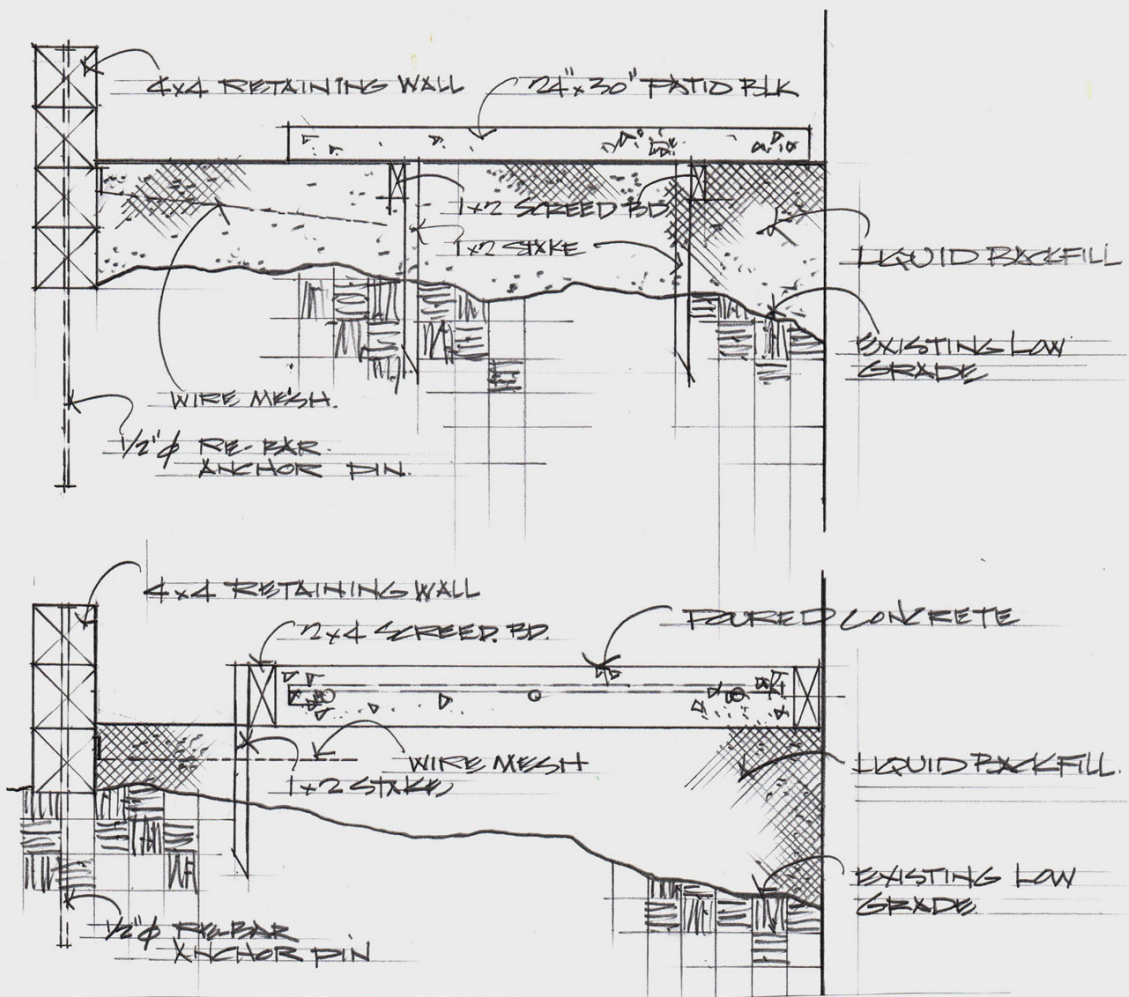 4x4 RETAINING WALL
24"x30" PATIO BLK
1x2 SCREED BD.
1x2 STAKE
LIQUID BACKFILL
EXISTING LOW
GRADE
WIRE MESH.
1/2"φ RE-BAR.
ANCHOR PIN.
4x4 RETAINING WALL
2x4 SCREED. BD.
POURED CONCRETE
WIRE MESH
1x2 STAKE
LIQUID BACKFILL.
EXISTING LOW
GRADE
1/2"φ RE-BAR
ANCHOR PIN